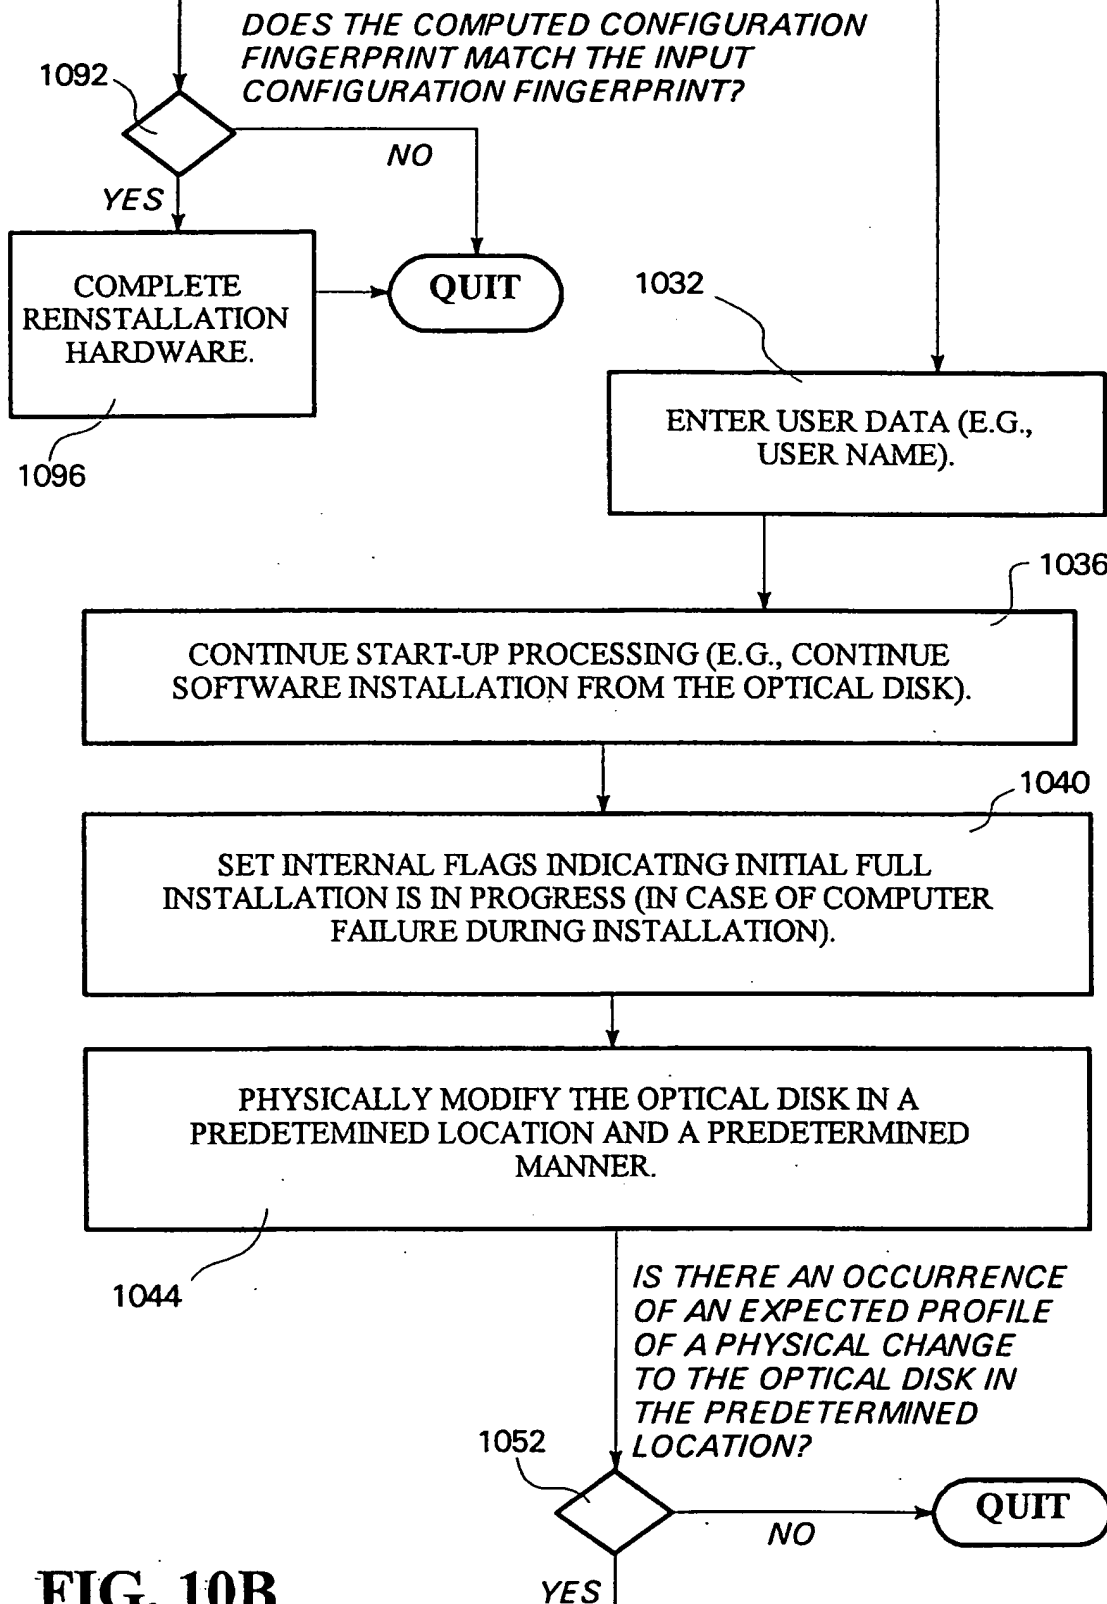 DOES THE COMPUTED CONFIGURATION
FINGERPRINT MATCH THE INPUT
CONFIGURATION FINGERPRINT?
1092
NO
YES
COMPLETE
REINSTALLATION
HARDWARE.
QUIT
1032
1096
ENTER USER DATA (E.G.,
USER NAME).
1036
CONTINUE START-UP PROCESSING (E.G., CONTINUE
SOFTWARE INSTALLATION FROM THE OPTICAL DISK).
1040
SET INTERNAL FLAGS INDICATING INITIAL FULL
INSTALLATION IS IN PROGRESS (IN CASE OF COMPUTER
FAILURE DURING INSTALLATION).
PHYSICALLY MODIFY THE OPTICAL DISK IN A
PREDETEMINED LOCATION AND A PREDETERMINED
MANNER.
1044
IS THERE AN OCCURRENCE
OF AN EXPECTED PROFILE
OF A PHYSICAL CHANGE
TO THE OPTICAL DISK IN
THE PREDETERMINED
LOCATION?
1052
NO
QUIT
YES
FIG. 10B